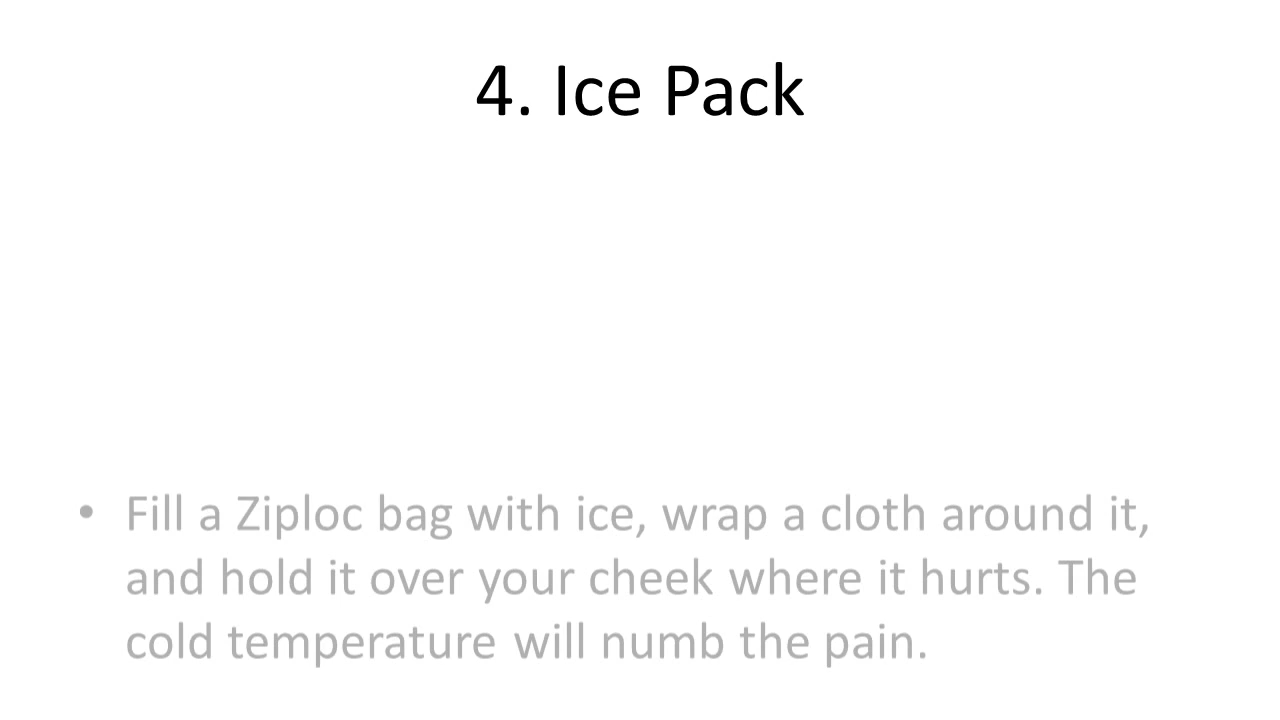 4. Ice Pack
• Fill a Ziploc bag with ice, wrap a cloth around it,
and hold it over your cheek where it hurts. The
cold temperature will numb the pain.